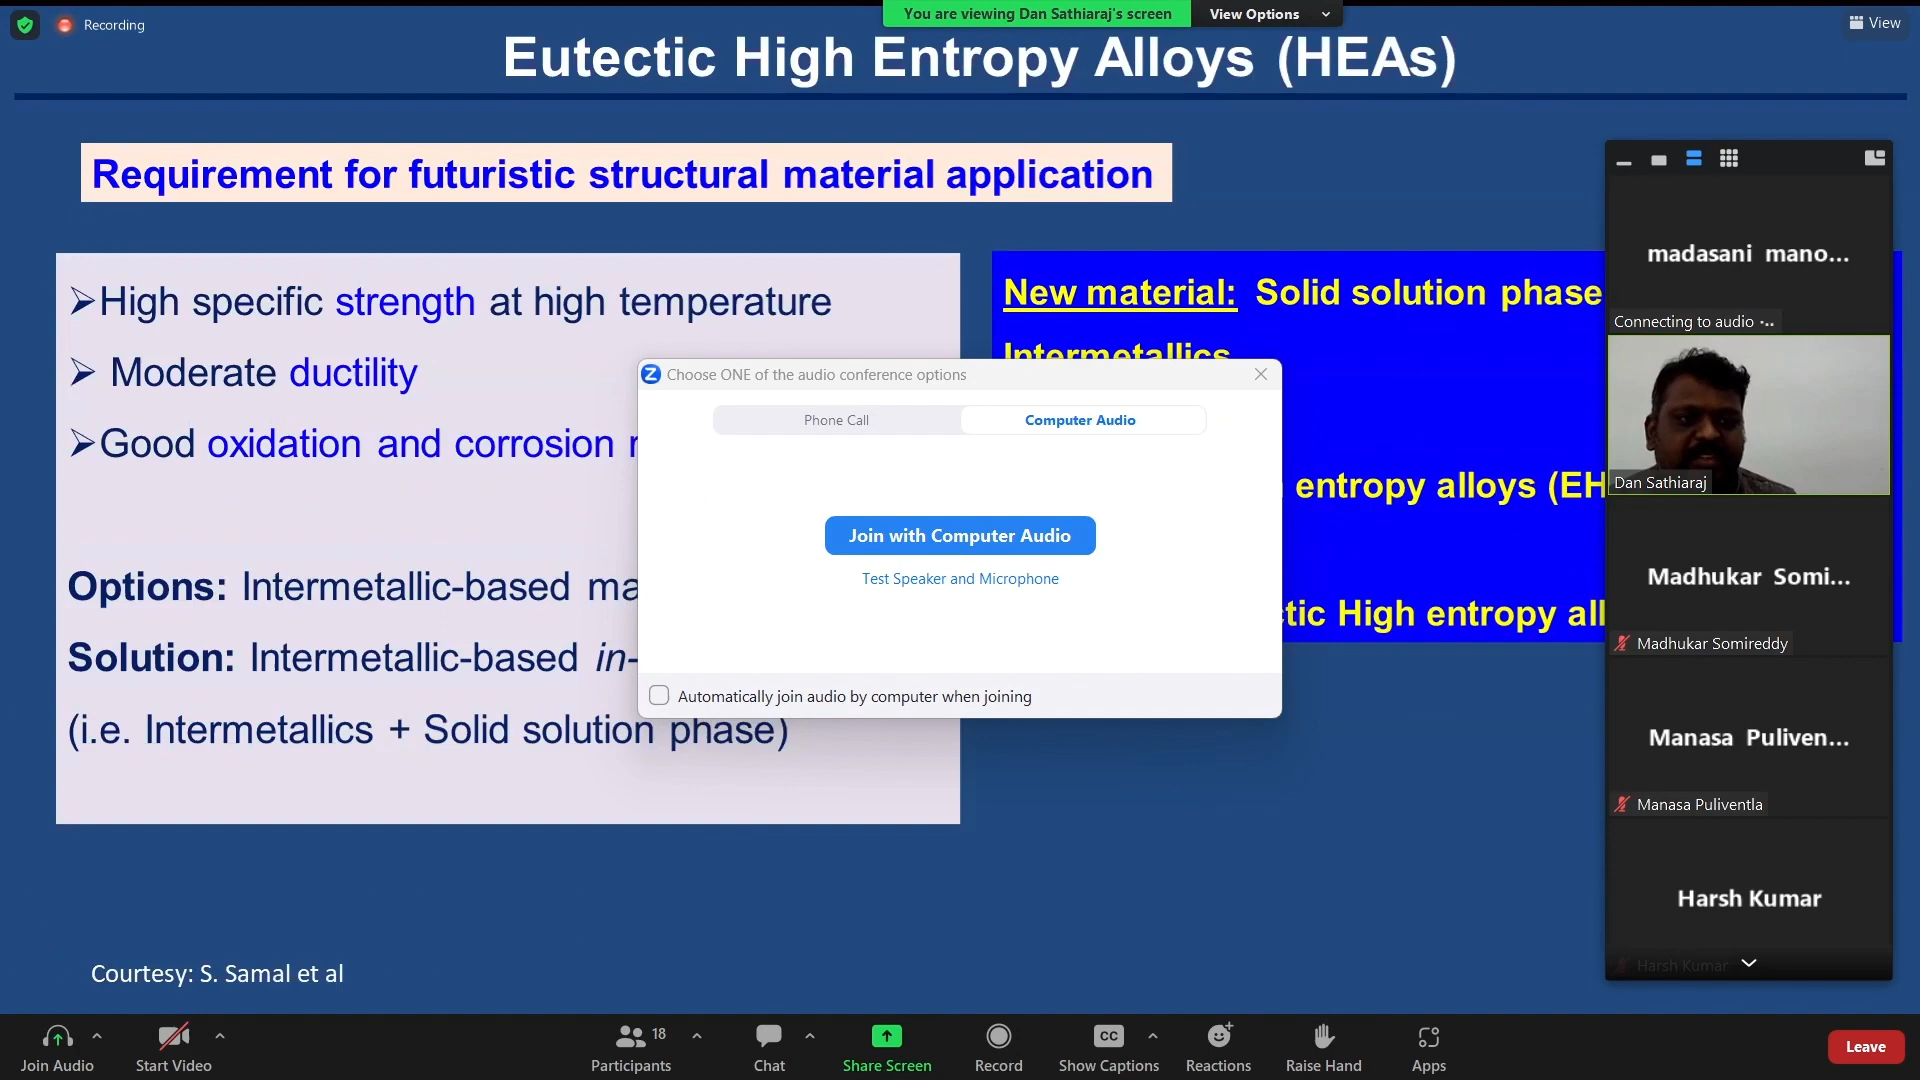 Recording
You are viewing Dan Sathiaraj's screen View Options
View
Eutectic High Entropy Alloys (HEAs)
Requirement for futuristic structural material application
➢High specific strength at high temperature
➢ Moderate ductility
➢Good oxidation and corrosion
Options: Intermetallic-based
Solution: Intermetallic-based in-
(i.e. Intermetallics + Solid solution phase)
New material: Solid solution phase
Intermetallics
entropy alloys
High entropy
Choose ONE of the audio conference options
Phone Call
Computer Audio
Join with Computer Audio
Test Speaker and Microphone
Automatically join audio by computer when joining
madasani mano...
Connecting to audio
Dan Sathiaraj
Madhukar Somi...
Madhukar Somireddy
Manasa Puliven...
Manasa Puliventla
Harsh Kumar
Harsh Kumar
Courtesy: S. Samal et al
Join Audio
Start Video
Participants 18
Chat
Share Screen
Record
CC
Show Captions
Reactions
Raise Hand
Apps
Leave